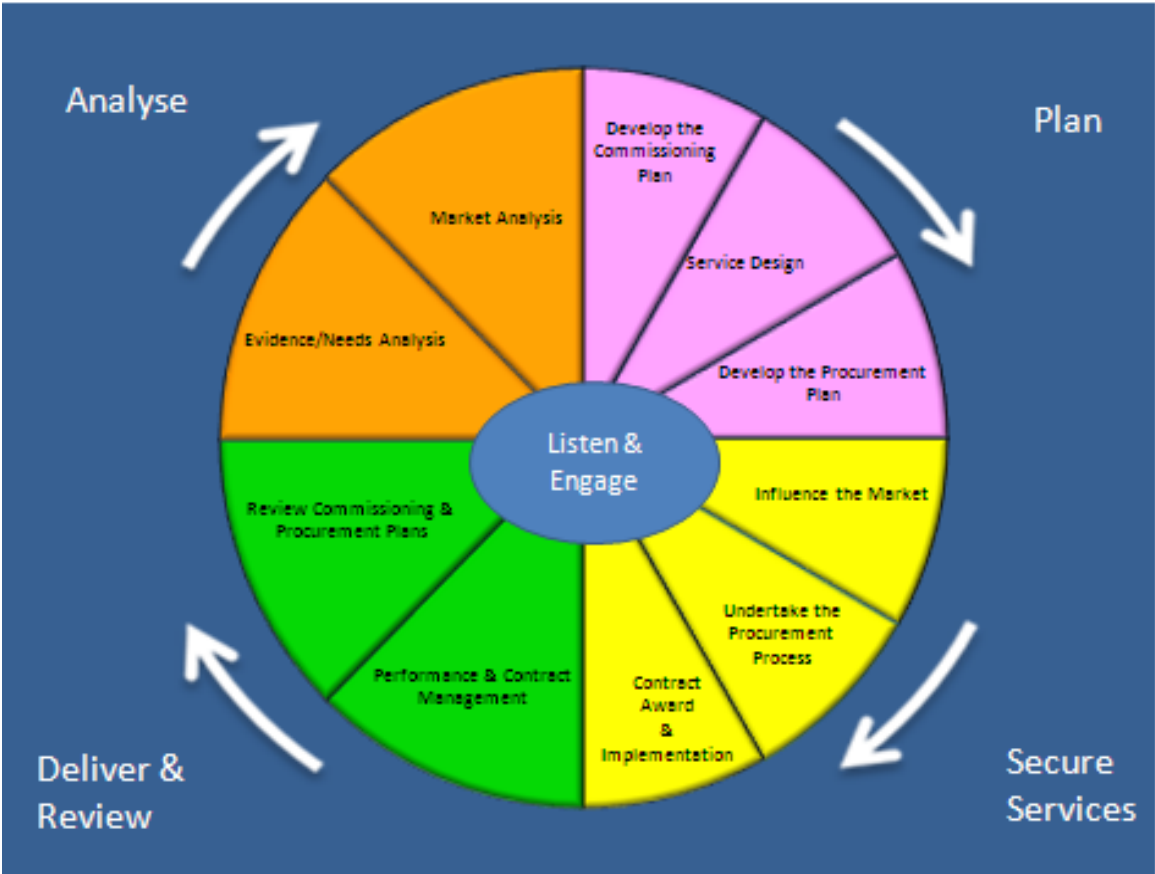 Analyse
Plan
Develop the
Commissioning
Plan
Market Analysis
Service Design
Evidence/Needs Analysis
Develop the Procurement
Plan
Listen &
Engage
Influence the Market
Review Commissioning &
Procurement Plans
Undertake the
Procurement
Process
Performance & Contract
Management
Contract
Award
&
Implementation
Deliver &
Review
Secure
Services